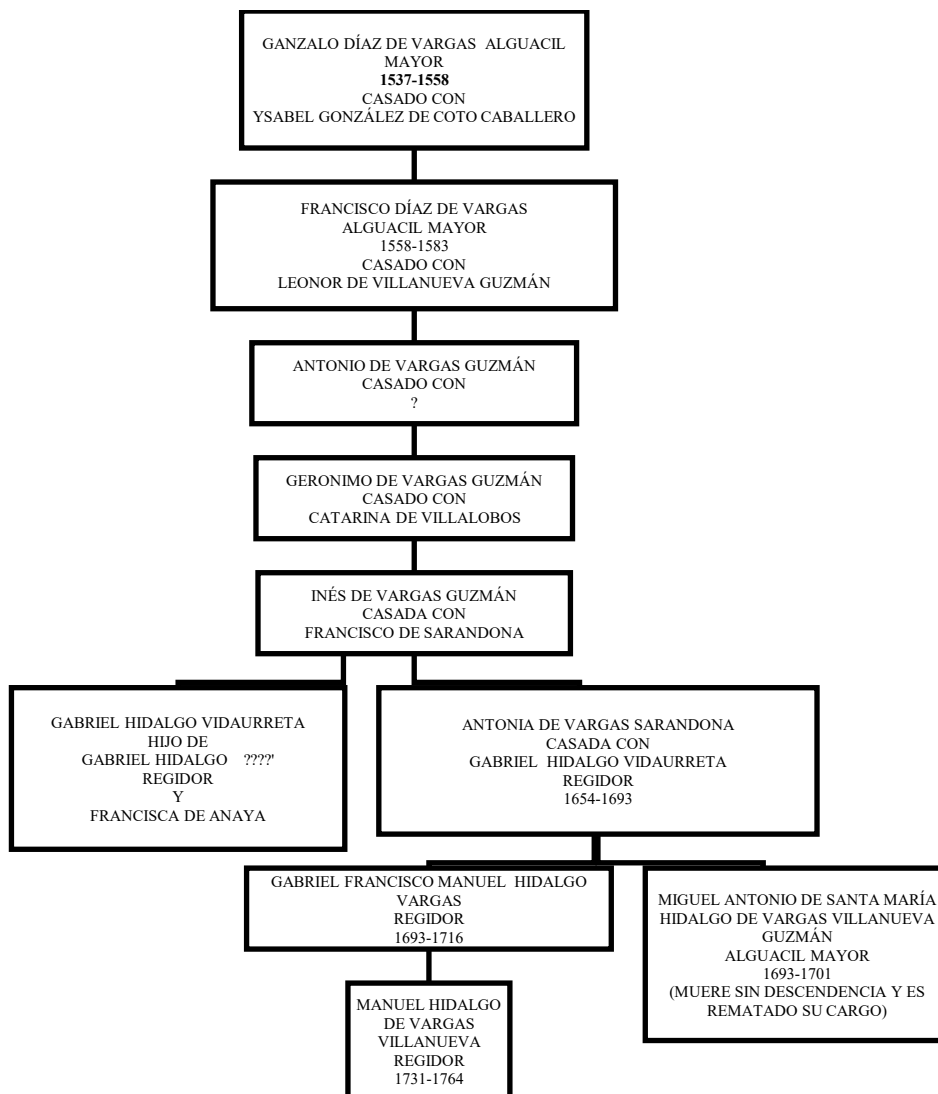 GANZALO DÍAZ DE VARGAS ALGUACIL
MAYOR
1537-1558
CASADO CON
YSABEL GONZÁLEZ DE COTO CABALLERO
FRANCISCO DÍAZ DE VARGAS
ALGUACIL MAYOR
1558-1583
CASADO CON
LEONOR DE VILLANUEVA GUZMÁN
ANTONIO DE VARGAS GUZMÁN
CASADO CON
?
GERONIMO DE VARGAS GUZMÁN
CASADO CON
CATARINA DE VILLALOBOS
INÉS DE VARGAS GUZMÁN
CASADA CON
FRANCISCO DE SARANDONA
GABRIEL HIDALGO VIDAURRETA
HIJO DE
GABRIEL HIDALGO ????'
REGIDOR
Y
FRANCISCA DE ANAYA
ANTONIA DE VARGAS SARANDONA
CASADA CON
GABRIEL HIDALGO VIDAURRETA
REGIDOR
1654-1693
GABRIEL FRANCISCO MANUEL HIDALGO
VARGAS
REGIDOR
1693-1716
MIGUEL ANTONIO DE SANTA MARÍA
HIDALGO DE VARGAS VILLANUEVA
GUZMÁN
ALGUACIL MAYOR
1693-1701
(MUERE SIN DESCENDENCIA Y ES
REMATADO SU CARGO)
MANUEL HIDALGO
DE VARGAS
VILLANUEVA
REGIDOR
1731-1764